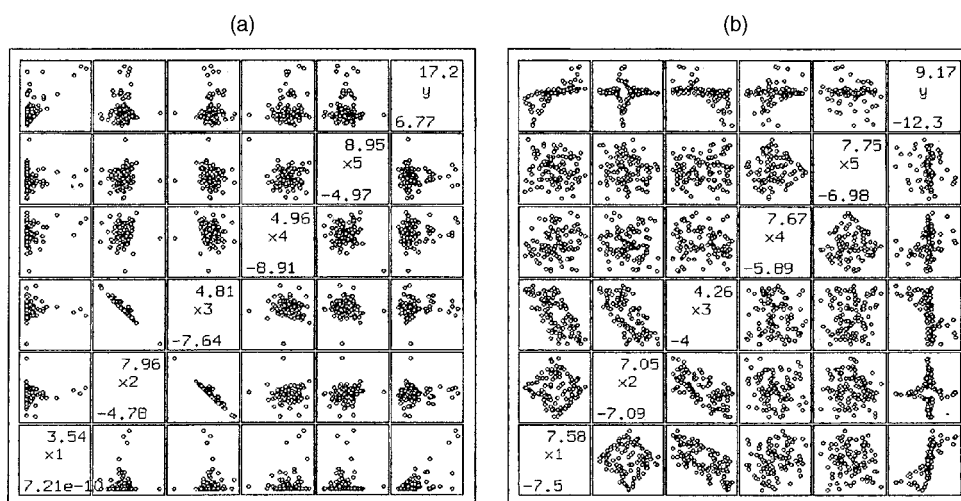 (a)
(b)
17.2
y
6.77
8.95
x5
-4.97
4.96
x4
-8.91
4.81
x3
-7.64
7.96
x2
-4.78
3.54
x1
7.21e-10
9.17
y
-12.3
7.75
x5
-6.98
7.67
x4
-5.89
4.26
x3
-4
7.05
x2
-7.09
7.58
x1
-7.5